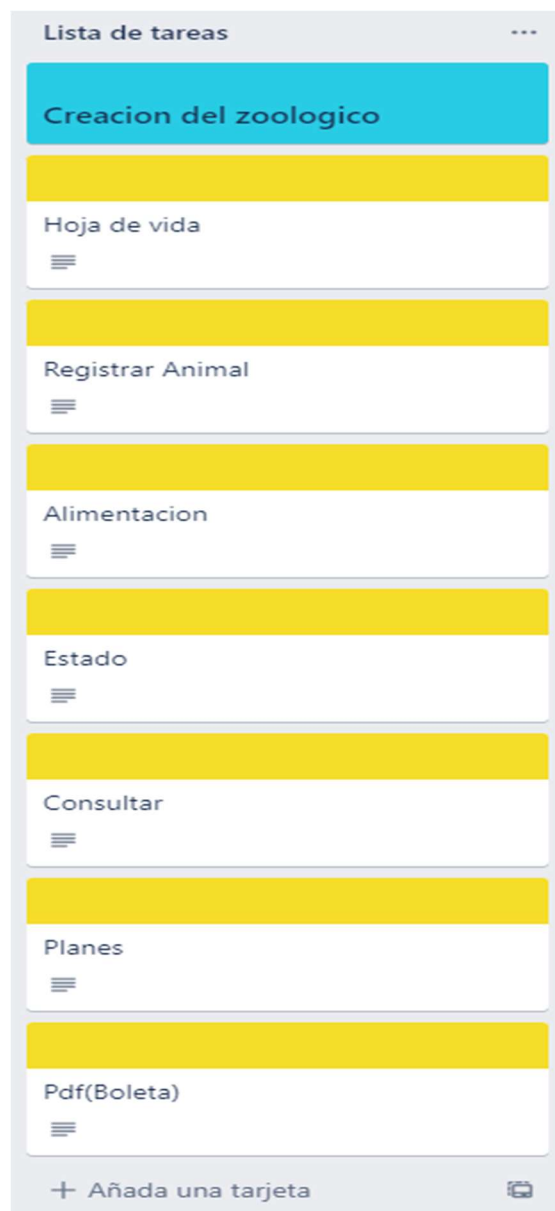 Lista de tareas
Creacion del zoologico
Hoja de vida
Registrar Animal
Alimentacion
Estado
Consultar
Planes
Pdf(Boleta)
+ Añada una tarjeta